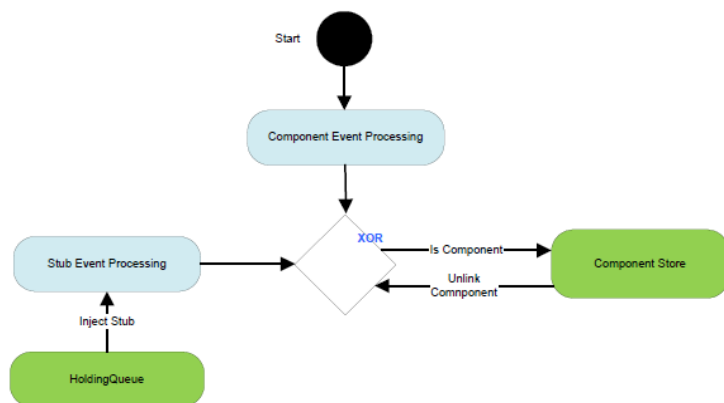 Start
Component Event Processing
XOR
Is Component
Component Store
Stub Event Processing
Unlink
Comnponent
Inject Stub
HoldingQueue